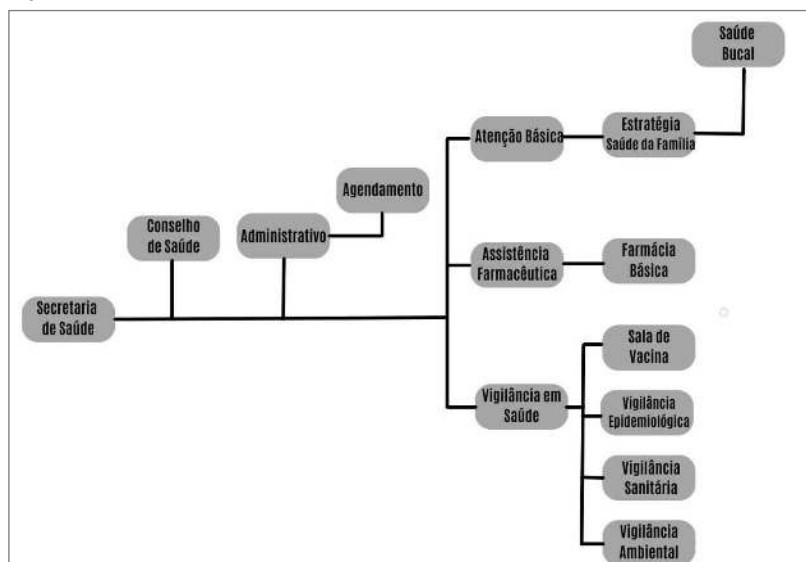 Saúde
Bucal
Atenção Básica
Estratégia
Saúde da Família
Agendamento
Conselho
de Saúde
Administrativo
Assistência
Farmacêutica
Farmácia
Básica
Secretaria
de Saúde
Sala de
Vacina
Vigilância em
Saúde
Vigilância
Epidemiológica
Vigilância
Sanitária
Vigilância
Ambiental